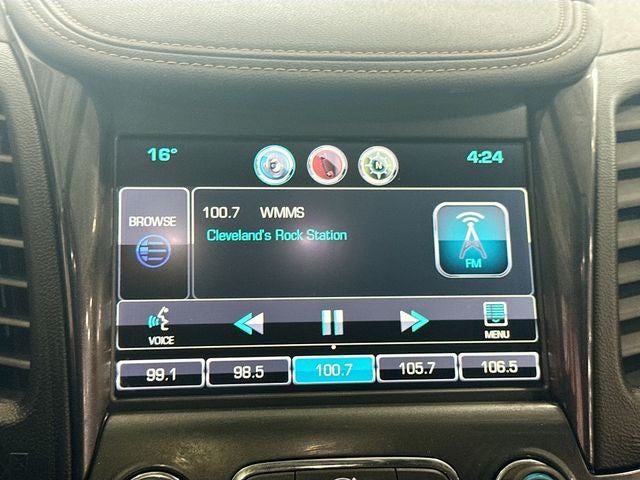 16° 4:24
N
100.7 WMMS
BROWSE
Cleveland's Rock Station
FM
VOICE MENU
99.1 98.5 100.7 105.7 106.5